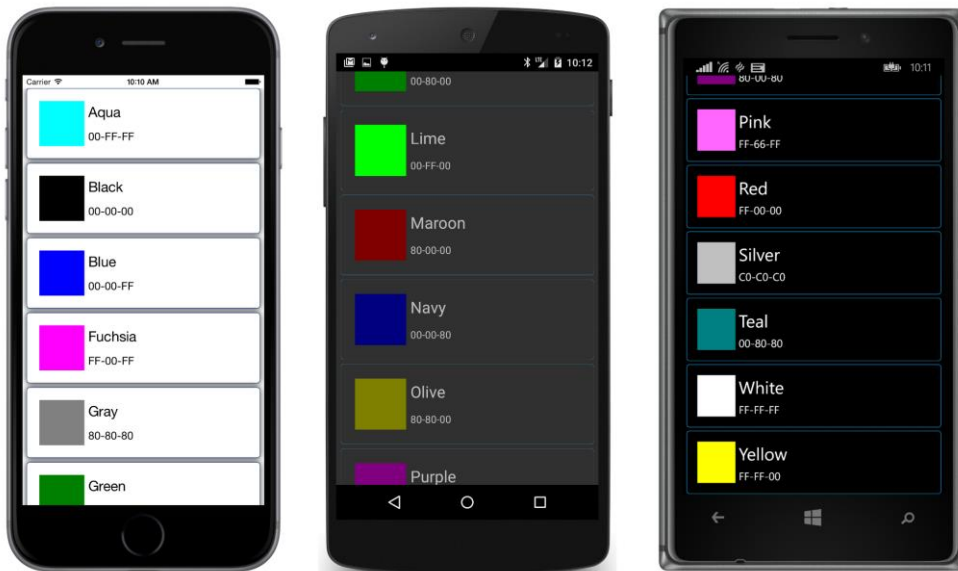 Carrier 10:10 AM
Aqua
00-FF-FF
Black
00-00-00
Blue
00-00-FF
Fuchsia
FF-00-FF
Gray
80-80-80
Green
10:12
00-80-00
Lime
00-FF-00
Maroon
80-00-00
Navy
00-00-80
Olive
80-80-00
Purple
10:11
80-00-80
Pink
FF-66-FF
Red
FF-00-00
Silver
C0-C0-C0
Teal
00-80-80
White
FF-FF-FF
Yellow
FF-FF-00